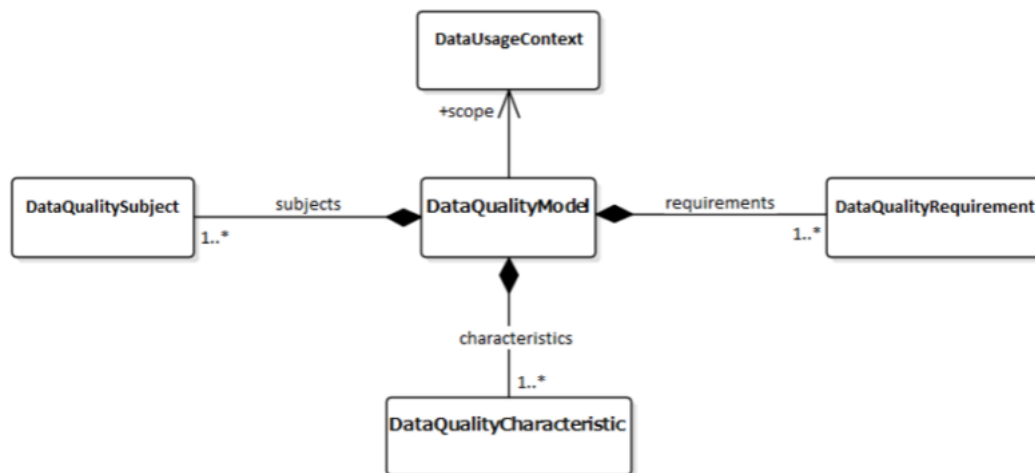 DataUsageContext
+scope
DataQualitySubject
subjects
1..*
DataQualityModel
requirements
1..*
DataQualityRequirement
characteristics
1..*
DataQualityCharacteristic